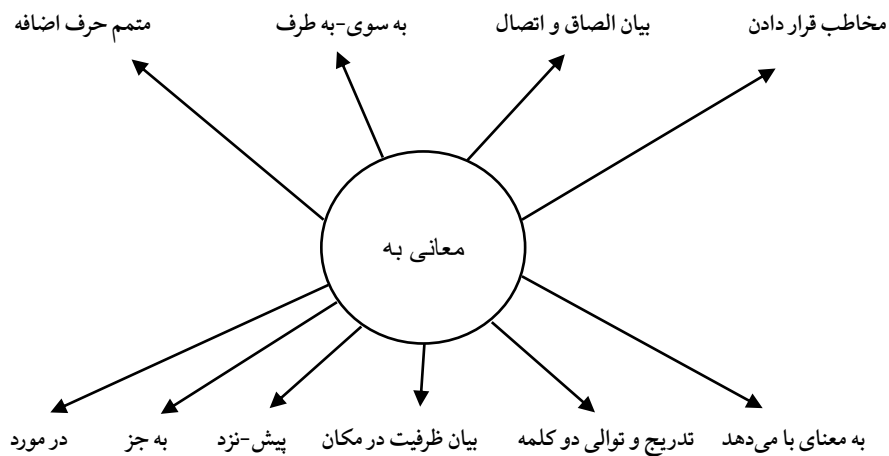 مخاطب قرار دادن
بیان الصاق و اتصال
به سوی-به طرف
متمم حرف اضافه
معانی به
به معنای با می‌دهد
تدریج و توالی دو کلمه
بیان ظرفیت در مکان
پیش-نزد
به جز
در مورد